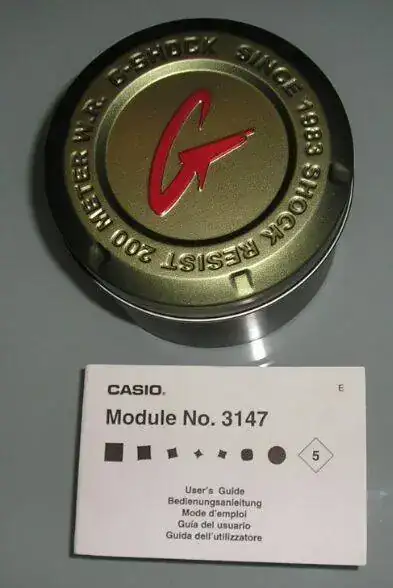 G-SHOCK SINCE 1983 SHOCK RESIST 200 METER W.R.
G
CASIO. E
Module No. 3147
5
User's Guide
Bedienungsanleitung
Mode d'emploi
Guía del usuario
Guida dell'utilizzatore